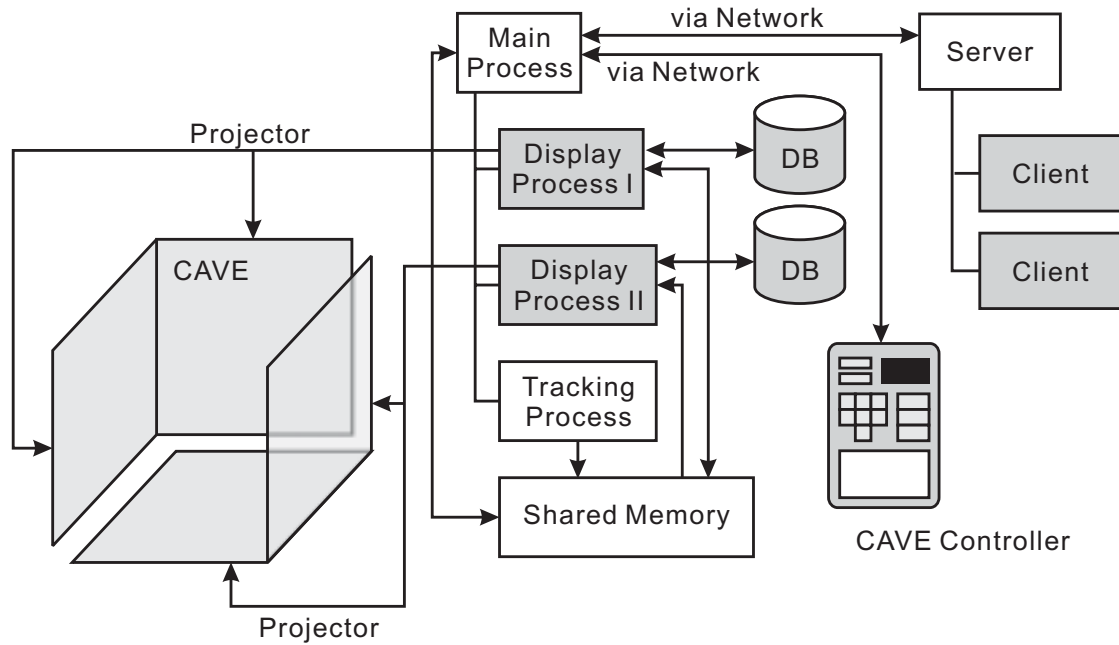 Main
Process
via Network
via Network
Server
Projector
Display
Process I
DB
Client
CAVE
Display
Process II
DB
Client
Tracking
Process
Shared Memory
CAVE Controller
Projector